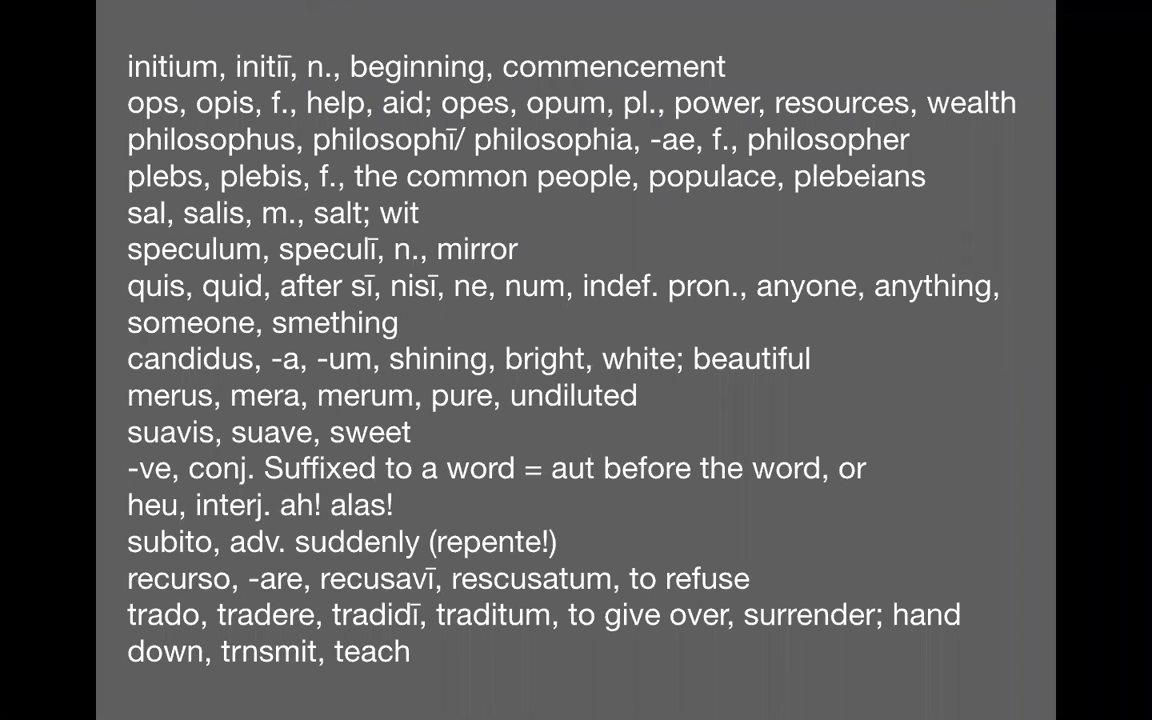 initium, initiī, n., beginning, commencement
ops, opis, f., help, aid; opes, opum, pl., power, resources, wealth
philosophus, philosophī/ philosophia, -ae, f., philosopher
plebs, plebis, f., the common people, populace, plebeians
sal, salis, m., salt; wit
speculum, speculī, n., mirror
quis, quid, after sī, nisī, ne, num, indef. pron., anyone, anything,
someone, smething
candidus, -a, -um, shining, bright, white; beautiful
merus, mera, merum, pure, undiluted
suavis, suave, sweet
-ve, conj. Suffixed to a word = aut before the word, or
heu, interj. ah! alas!
subito, adv. suddenly (repente!)
recurso, -are, recusavī, rescusatum, to refuse
trado, tradere, tradidī, traditum, to give over, surrender; hand
down, trnsmit, teach